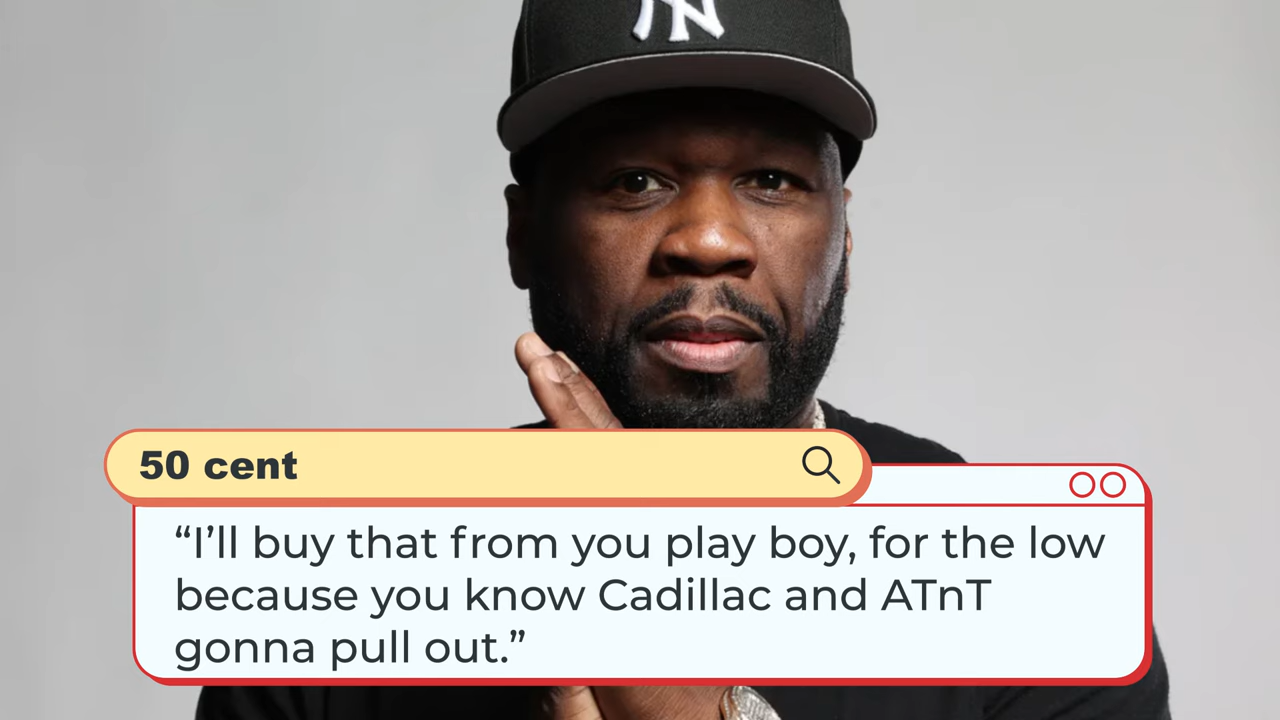 NY
50 cent
“I’ll buy that from you play boy, for the low
because you know Cadillac and ATnT
gonna pull out.”